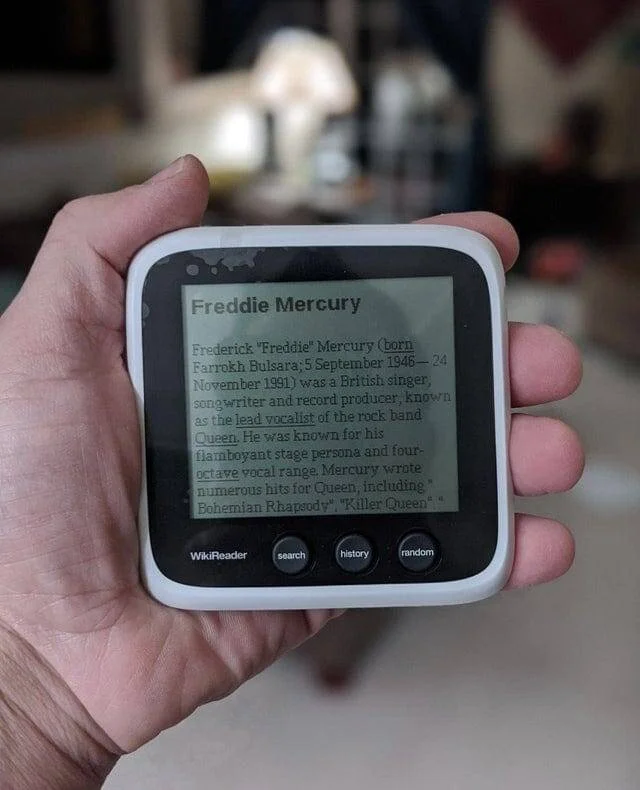 Freddie Mercury
Frederick "Freddie" Mercury (born
Farrokh Bulsara; 5 September 1946— 24
November 1991) was a British singer,
songwriter and record producer, known
as the lead vocalist of the rock band
Queen. He was known for his
flamboyant stage persona and four-
octave vocal range. Mercury wrote
numerous hits for Queen, including "
Bohemian Rhapsody", "Killer Queen", "
WikiReader
search
history
random